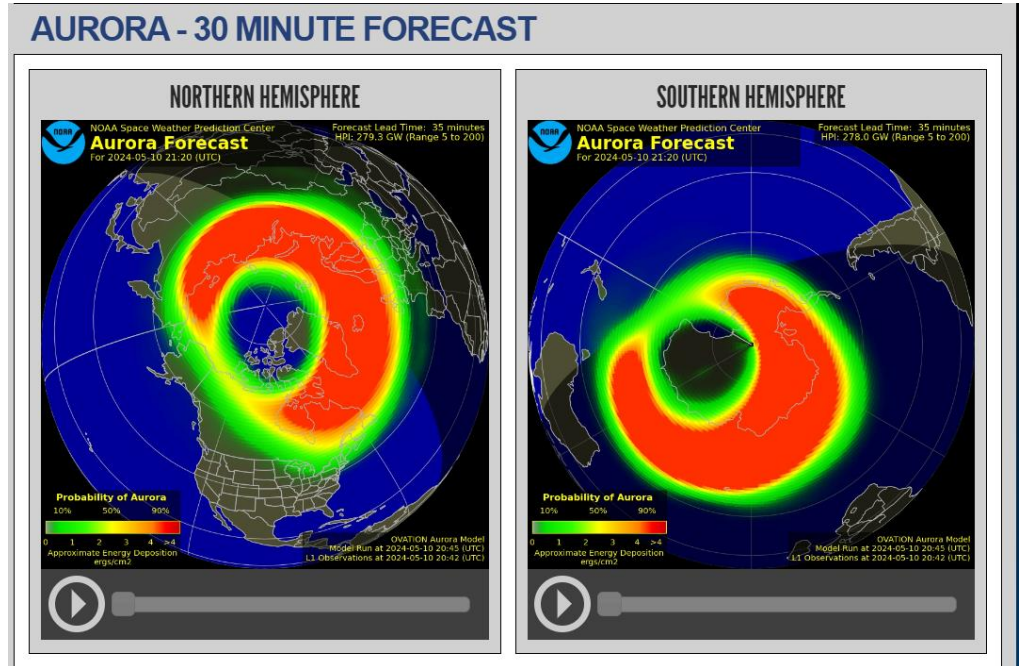 AURORA - 30 MINUTE FORECAST
NORTHERN HEMISPHERE
NOAA
NOAA Space Weather Prediction Center
Aurora Forecast
For 2024-05-10 21:20 (UTC)
Forecast Lead Time: 35 minutes
HPI: 279.3 GW (Range 5 to 200)
Probability of Aurora
10% 50% 90%
0 1 2 3 4 >4
Approximate Energy Deposition
ergs/cm2
OVATION Aurora Model
Model Run at 2024-05-10 20:45 (UTC)
L1 Observations at 2024-05-10 20:42 (UTC)
SOUTHERN HEMISPHERE
NOAA
NOAA Space Weather Prediction Center
Aurora Forecast
For 2024-05-10 21:20 (UTC)
Forecast Lead Time: 35 minutes
HPI: 278.0 GW (Range 5 to 200)
Probability of Aurora
10% 50% 90%
0 1 2 3 4 >4
Approximate Energy Deposition
ergs/cm2
OVATION Aurora Model
Model Run at 2024-05-10 20:45 (UTC)
L1 Observations at 2024-05-10 20:42 (UTC)